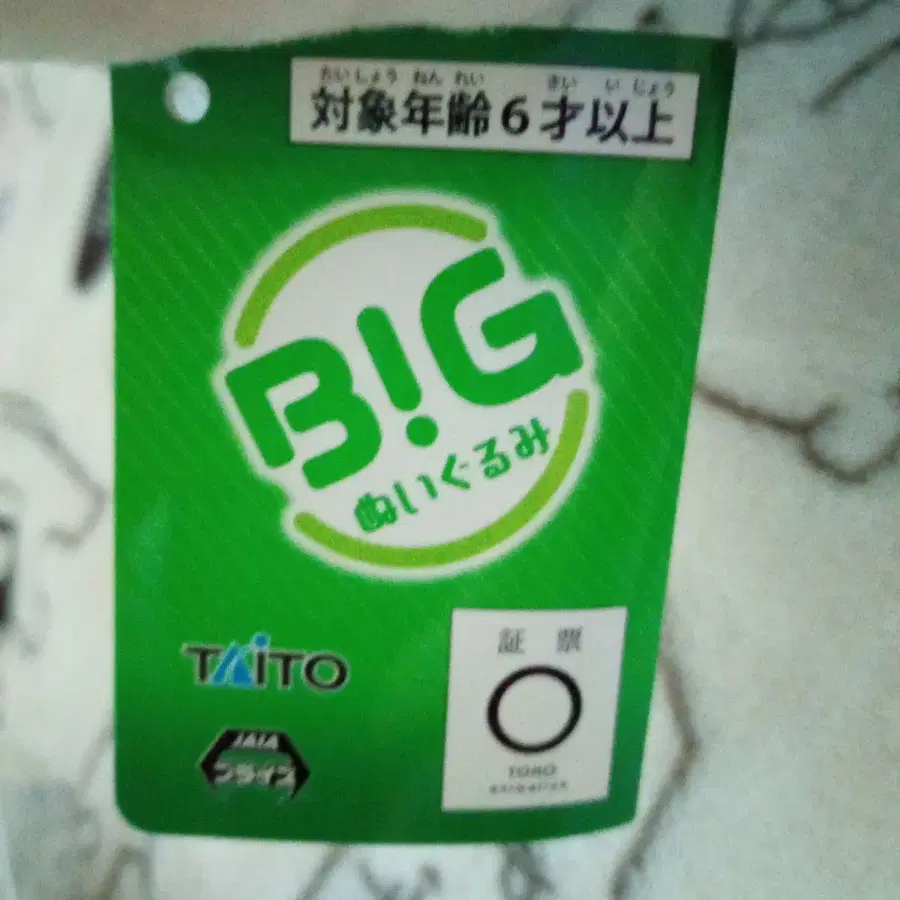 たいしょう ねん れい さい い じょう
対象年齢6才以上
B!G
ぬいぐるみ
TAITO
JAIA
プライズ
証 票
TOHO